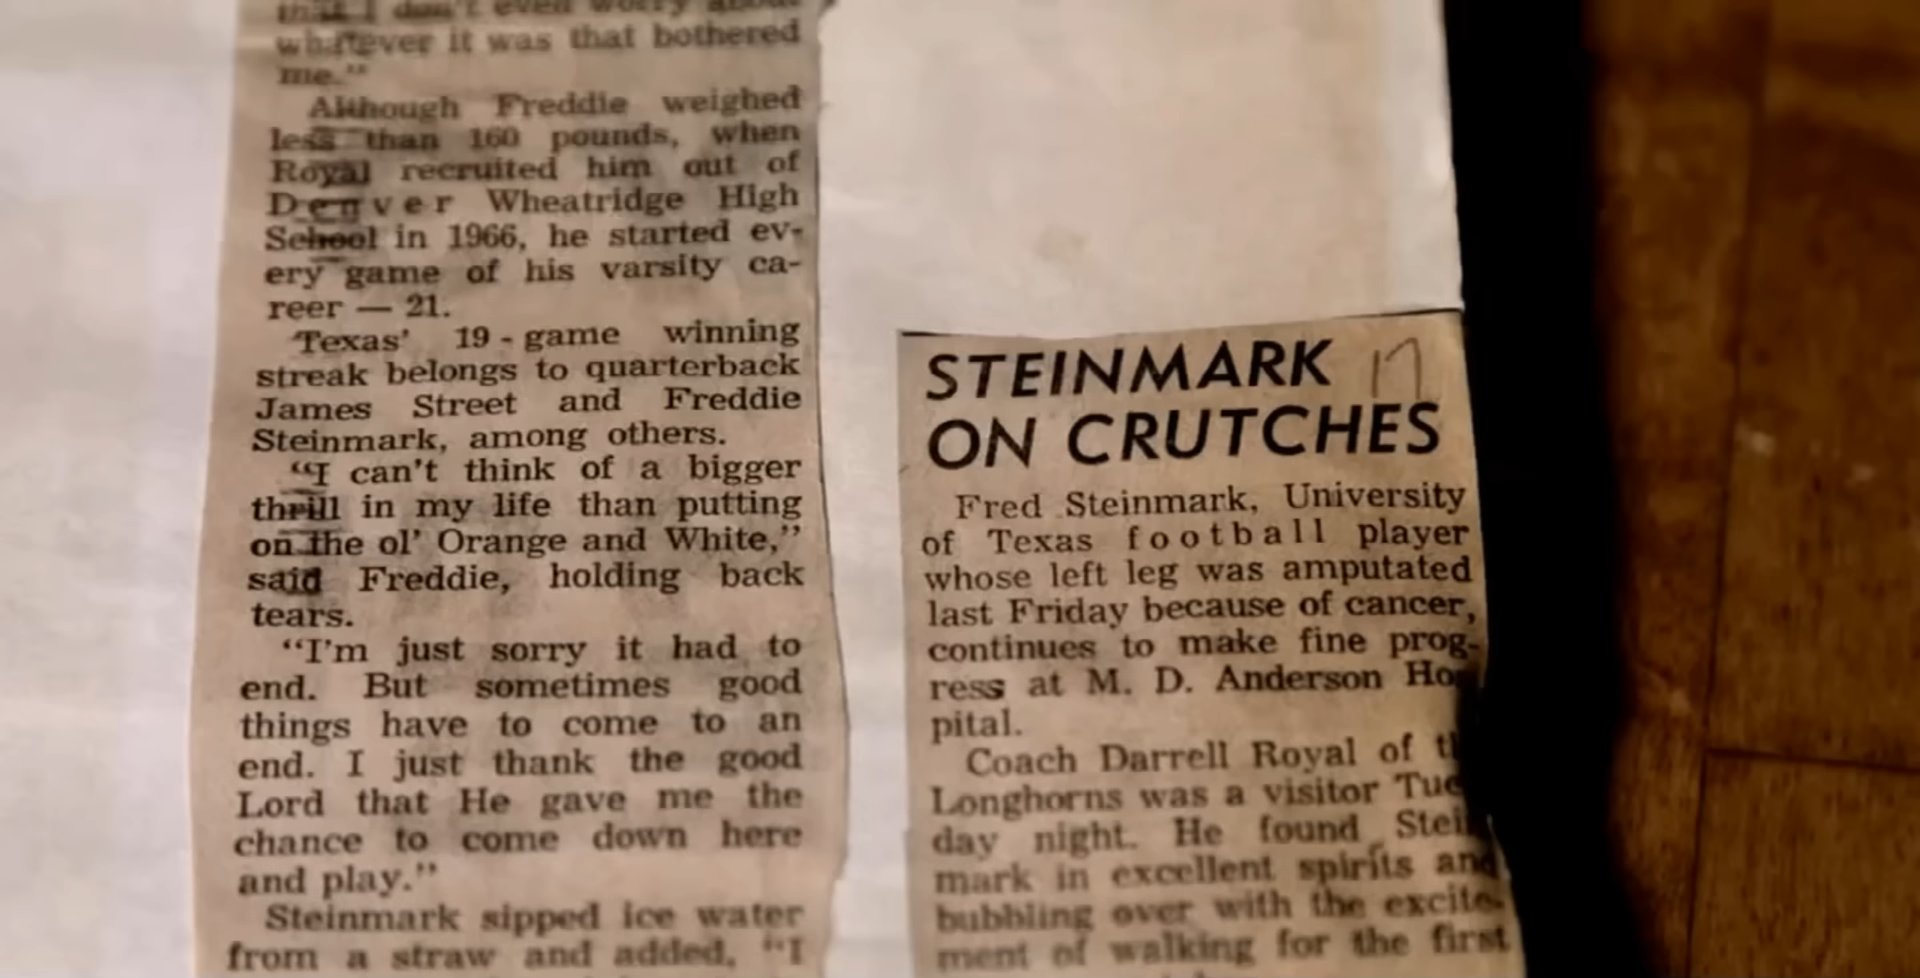 that I don't even worry about
whatever it was that bothered
me."
Although Freddie weighed
less than 160 pounds, when
Royal recruited him out of
Denver Wheatridge High
School in 1966, he started ev-
ery game of his varsity ca-
reer — 21.
Texas' 19-game winning
streak belongs to quarterback
James Street and Freddie
Steinmark, among others.
"I can't think of a bigger
thrill in my life than putting
on the ol' Orange and White,"
said Freddie, holding back
tears.
"I'm just sorry it had to
end. But sometimes good
things have to come to an
end. I just thank the good
Lord that He gave me the
chance to come down here
and play."
Steinmark sipped ice water
from a straw and added, "I
STEINMARK 17
ON CRUTCHES
Fred Steinmark, University
of Texas football player
whose left leg was amputated
last Friday because of cancer,
continues to make fine prog-
ress at M. D. Anderson Ho
pital.
Coach Darrell Royal of t
Longhorns was a visitor Tue
day night. He found Stei
mark in excellent spirits and
bubbling over with the excite-
ment of walking for the first